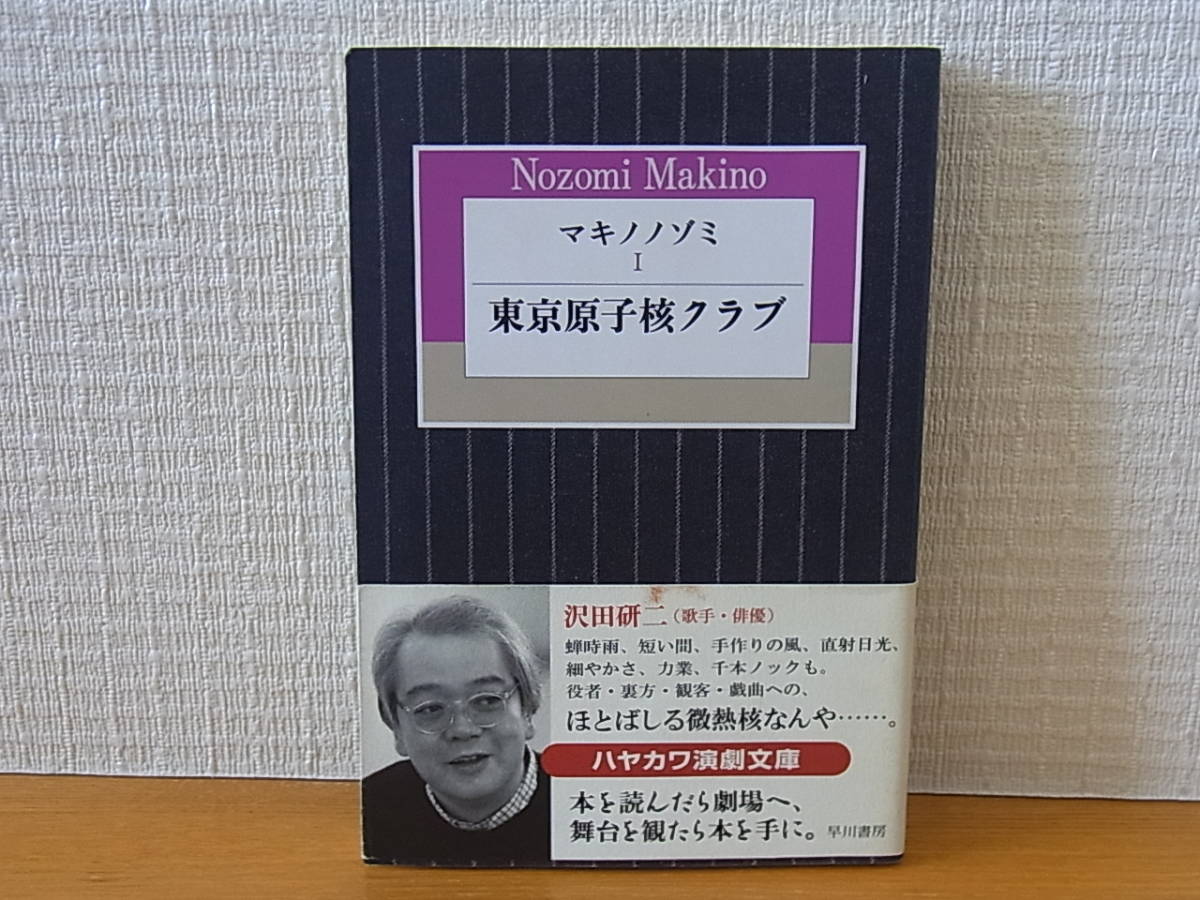 Nozomi Makino
マキノノゾミ
I
東京原子核クラブ
沢田研二（歌手・俳優）
蝉時雨、短い間、手作りの風、直射日光、
細やかさ、力業、千本ノックも。
役者・裏方・観客・戯曲への、
ほとばしる微熱核なんや……。
ハヤカワ演劇文庫
本を読んだら劇場へ、
舞台を観たら本を手に。早川書房